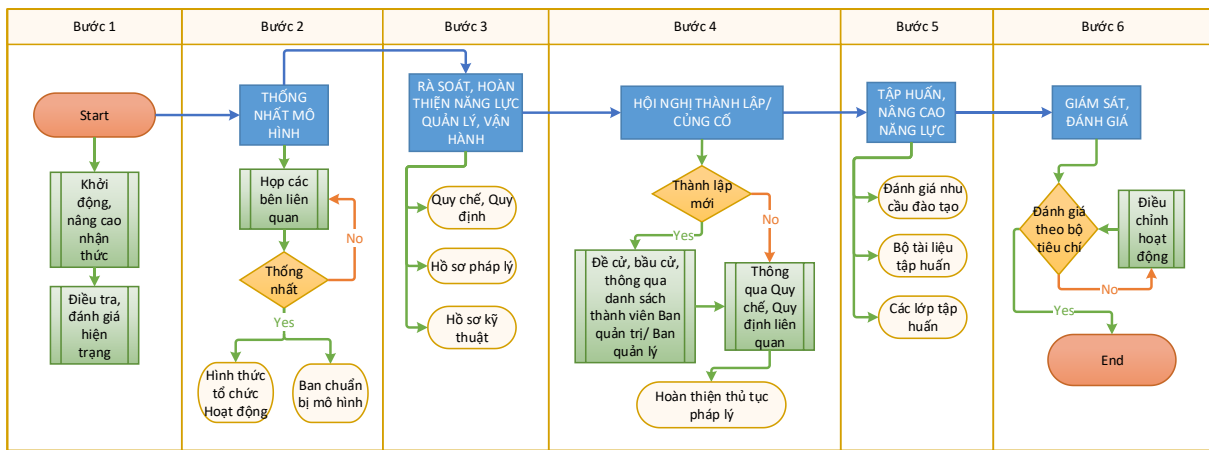 Bước 1
Bước 2
Bước 3
Bước 4
Bước 5
Bước 6
Start
Khởi
động,
nâng cao
nhận
thức
Điều tra,
đánh giá
hiện
trạng
THỐNG
NHẤT MÔ
HÌNH
Họp các
bên liên
quan
No
Thống
nhất
Yes
Hình thức
tổ chức
Hoạt động
Ban chuẩn
bị mô hình
RÀ SOÁT, HOÀN
THIỆN NĂNG LỰC
QUẢN LÝ, VẬN
HÀNH
Quy chế, Quy
định
Hồ sơ pháp lý
Hồ sơ kỹ
thuật
HỘI NGHỊ THÀNH LẬP/
CỦNG CỐ
Thành lập
mới
No
Yes
Đề cử, bầu cử,
thông qua
danh sách
thành viên Ban
quản trị/ Ban
quản lý
Thông
qua Quy
chế, Quy
định liên
quan
Hoàn thiện thủ tục
pháp lý
TẬP HUẤN,
NÂNG CAO
NĂNG LỰC
Đánh giá nhu
cầu đào tạo
Bộ tài liệu
tập huấn
Các lớp tập
huấn
GIÁM SÁT,
ĐÁNH GIÁ
Đánh giá
theo bộ
tiêu chí
Điều
chỉnh
hoạt
động
No
Yes
End